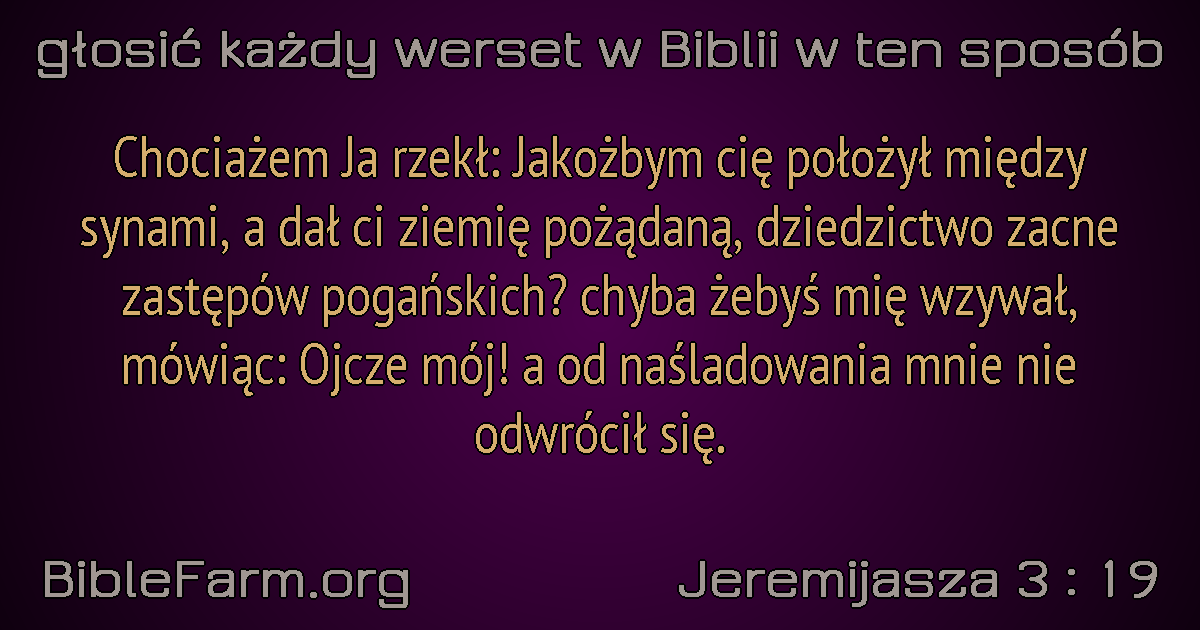 głosić każdy werset w Biblii w ten sposób
Chociażem Ja rzekł: Jakożbym cię położył między
synami, a dał ci ziemię pożądaną, dziedzictwo zacne
zastępów pogańskich? chyba żebyś mię wzywał,
mówiąc: Ojcze mój! a od naśladowania mnie nie
odwrócił się.
BibleFarm.org
Jeremijasza 3 : 19